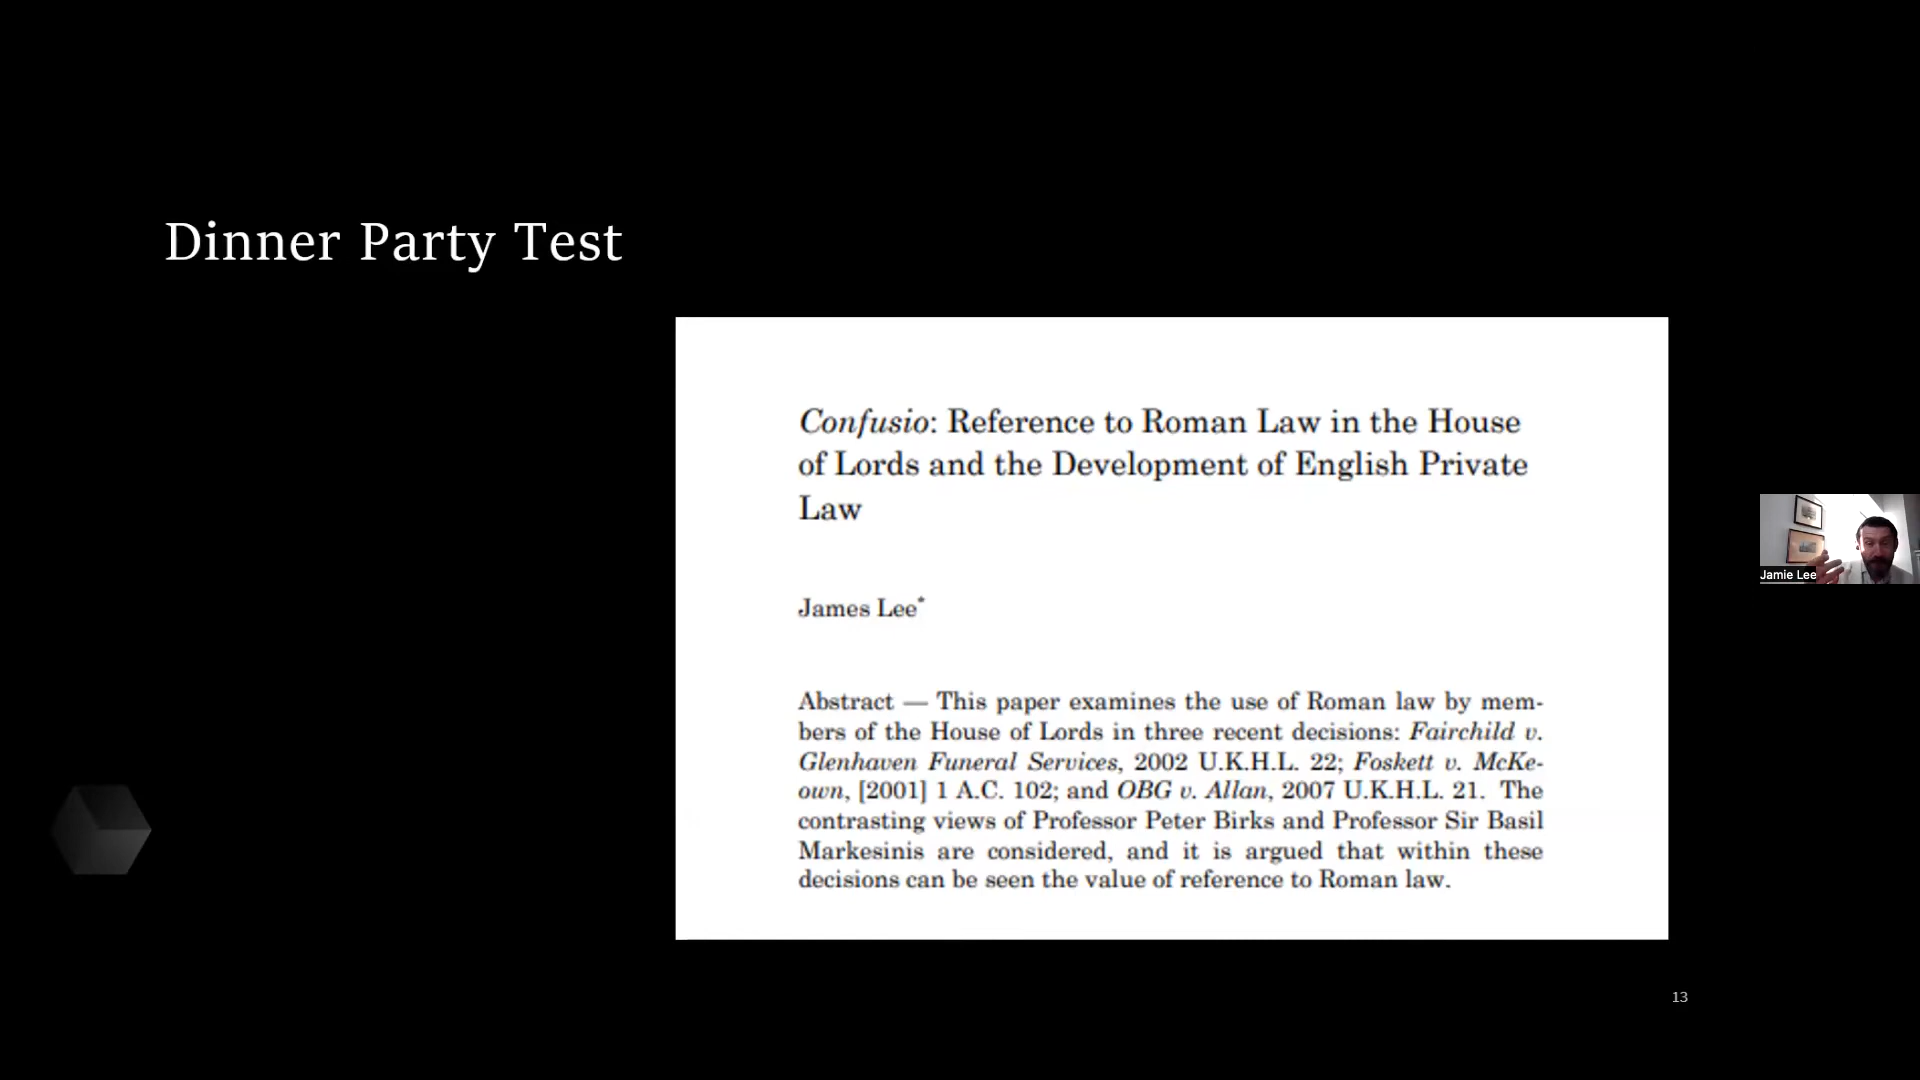 Dinner Party Test
Confusio: Reference to Roman Law in the House
of Lords and the Development of English Private
Law
James Lee*
Abstract — This paper examines the use of Roman law by mem-
bers of the House of Lords in three recent decisions: Fairchild v.
Glenhaven Funeral Services, 2002 U.K.H.L. 22; Foskett v. McKe-
own, [2001] 1 A.C. 102; and OBG v. Allan, 2007 U.K.H.L. 21. The
contrasting views of Professor Peter Birks and Professor Sir Basil
Markesinis are considered, and it is argued that within these
decisions can be seen the value of reference to Roman law.
Jamie Lee
13